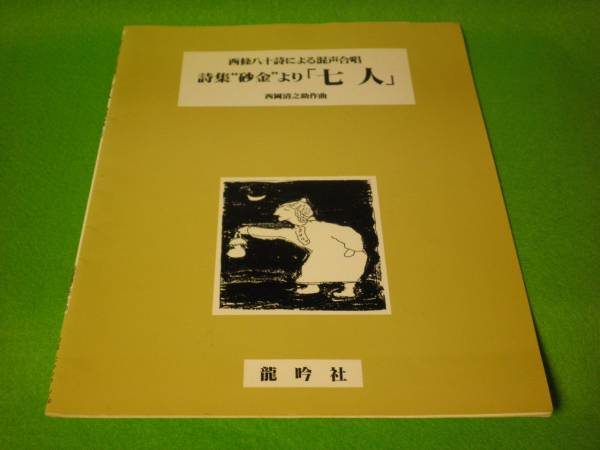 西條八十詩による混声合唱
詩集“砂金”より「七人」
西岡清之助作曲
龍吟社